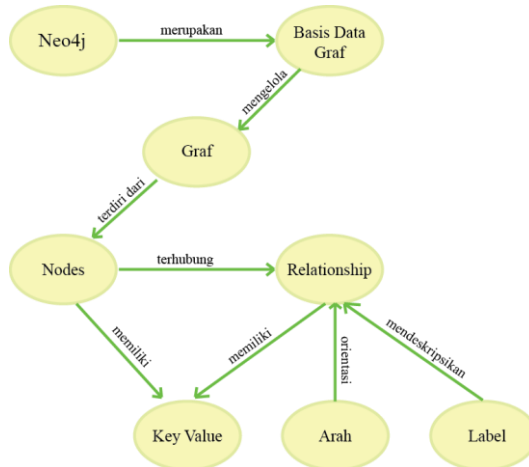 Neo4j
merupakan
Basis Data
Graf
mengelola
Graf
terdiri dari
Nodes
terhubung
Relationship
memiliki
memiliki
orientasi
mendeskripsikan
Key Value
Arah
Label